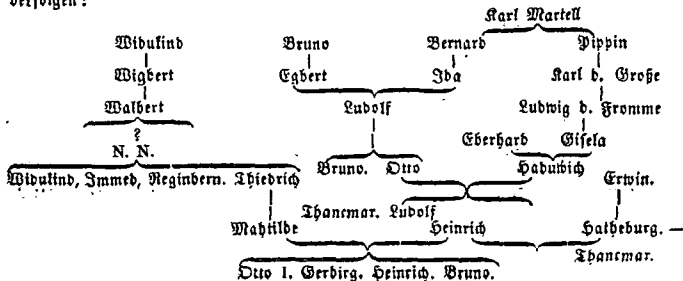 verfolgen:
Karl Martell
Widukind Bruno Bernard Pippin
Wigbert Egbert Ida Karl d. Große
Walbert Ludolf Ludwig d. Fromme
? Eberhard Gisela
N. N.
Bruno. Otto Haduwich
Widukind, Immed, Reginbern. Thiedrich Erwin.
Thancmar. Ludolf
Mahtilde Heinrich Hatheburg. —
Thancmar.
Otto I. Gerbirg. Heinrich. Bruno.